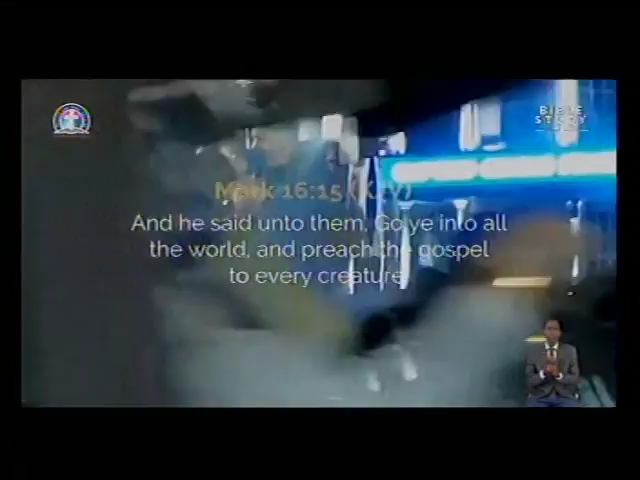 BIBLE
STUDY
Mark 16:15 (KJV)
And he said unto them, Go ye into all
the world, and preach the gospel
to every creature.